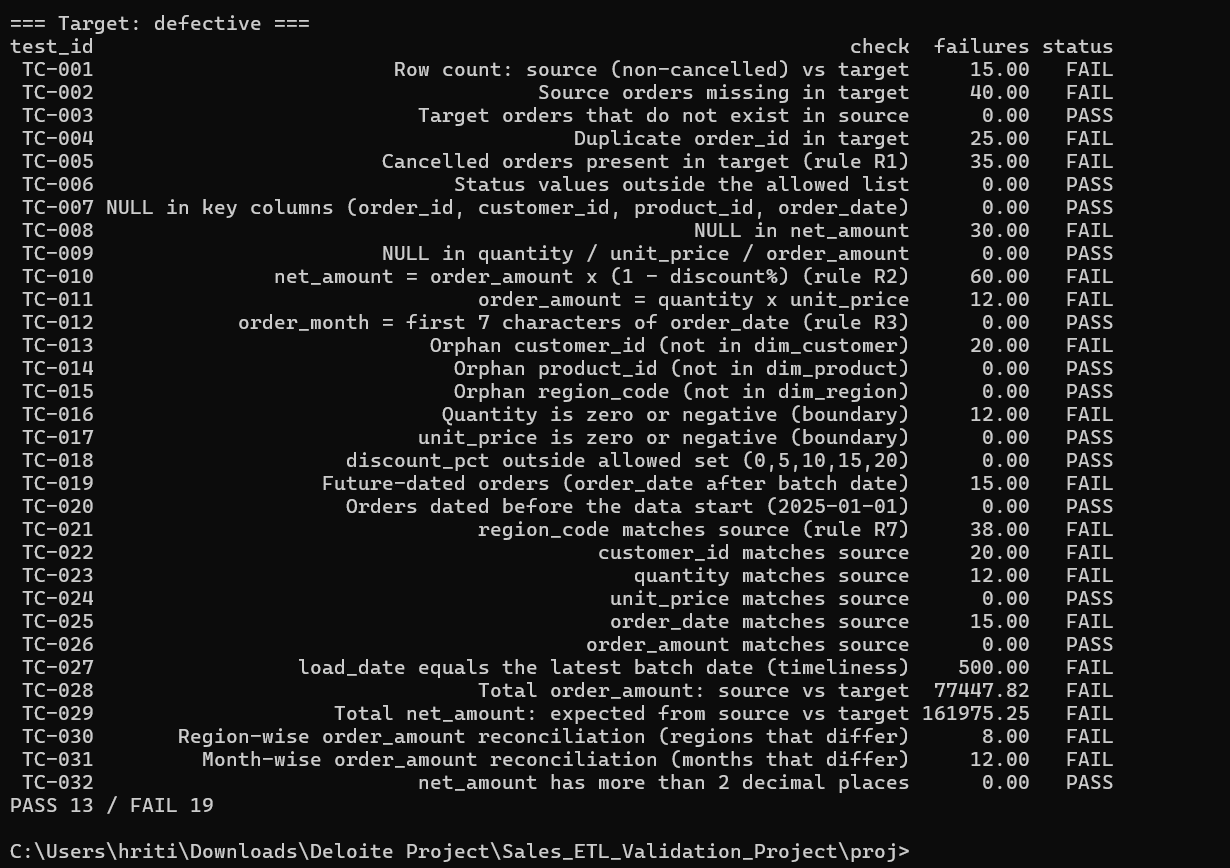 === Target: defective ===
test_id check failures status
TC-001 Row count: source (non-cancelled) vs target 15.00 FAIL
TC-002 Source orders missing in target 40.00 FAIL
TC-003 Target orders that do not exist in source 0.00 PASS
TC-004 Duplicate order_id in target 25.00 FAIL
TC-005 Cancelled orders present in target (rule R1) 35.00 FAIL
TC-006 Status values outside the allowed list 0.00 PASS
TC-007 NULL in key columns (order_id, customer_id, product_id, order_date) 0.00 PASS
TC-008 NULL in net_amount 30.00 FAIL
TC-009 NULL in quantity / unit_price / order_amount 0.00 PASS
TC-010 net_amount = order_amount x (1 - discount%) (rule R2) 60.00 FAIL
TC-011 order_amount = quantity x unit_price 12.00 FAIL
TC-012 order_month = first 7 characters of order_date (rule R3) 0.00 PASS
TC-013 Orphan customer_id (not in dim_customer) 20.00 FAIL
TC-014 Orphan product_id (not in dim_product) 0.00 PASS
TC-015 Orphan region_code (not in dim_region) 0.00 PASS
TC-016 Quantity is zero or negative (boundary) 12.00 FAIL
TC-017 unit_price is zero or negative (boundary) 0.00 PASS
TC-018 discount_pct outside allowed set (0,5,10,15,20) 0.00 PASS
TC-019 Future-dated orders (order_date after batch date) 15.00 FAIL
TC-020 Orders dated before the data start (2025-01-01) 0.00 PASS
TC-021 region_code matches source (rule R7) 38.00 FAIL
TC-022 customer_id matches source 20.00 FAIL
TC-023 quantity matches source 12.00 FAIL
TC-024 unit_price matches source 0.00 PASS
TC-025 order_date matches source 15.00 FAIL
TC-026 order_amount matches source 0.00 PASS
TC-027 load_date equals the latest batch date (timeliness) 500.00 FAIL
TC-028 Total order_amount: source vs target 77447.82 FAIL
TC-029 Total net_amount: expected from source vs target 161975.25 FAIL
TC-030 Region-wise order_amount reconciliation (regions that differ) 8.00 FAIL
TC-031 Month-wise order_amount reconciliation (months that differ) 12.00 FAIL
TC-032 net_amount has more than 2 decimal places 0.00 PASS
PASS 13 / FAIL 19
C:\Users\hriti\Downloads\Deloite Project\Sales_ETL_Validation_Project\proj>